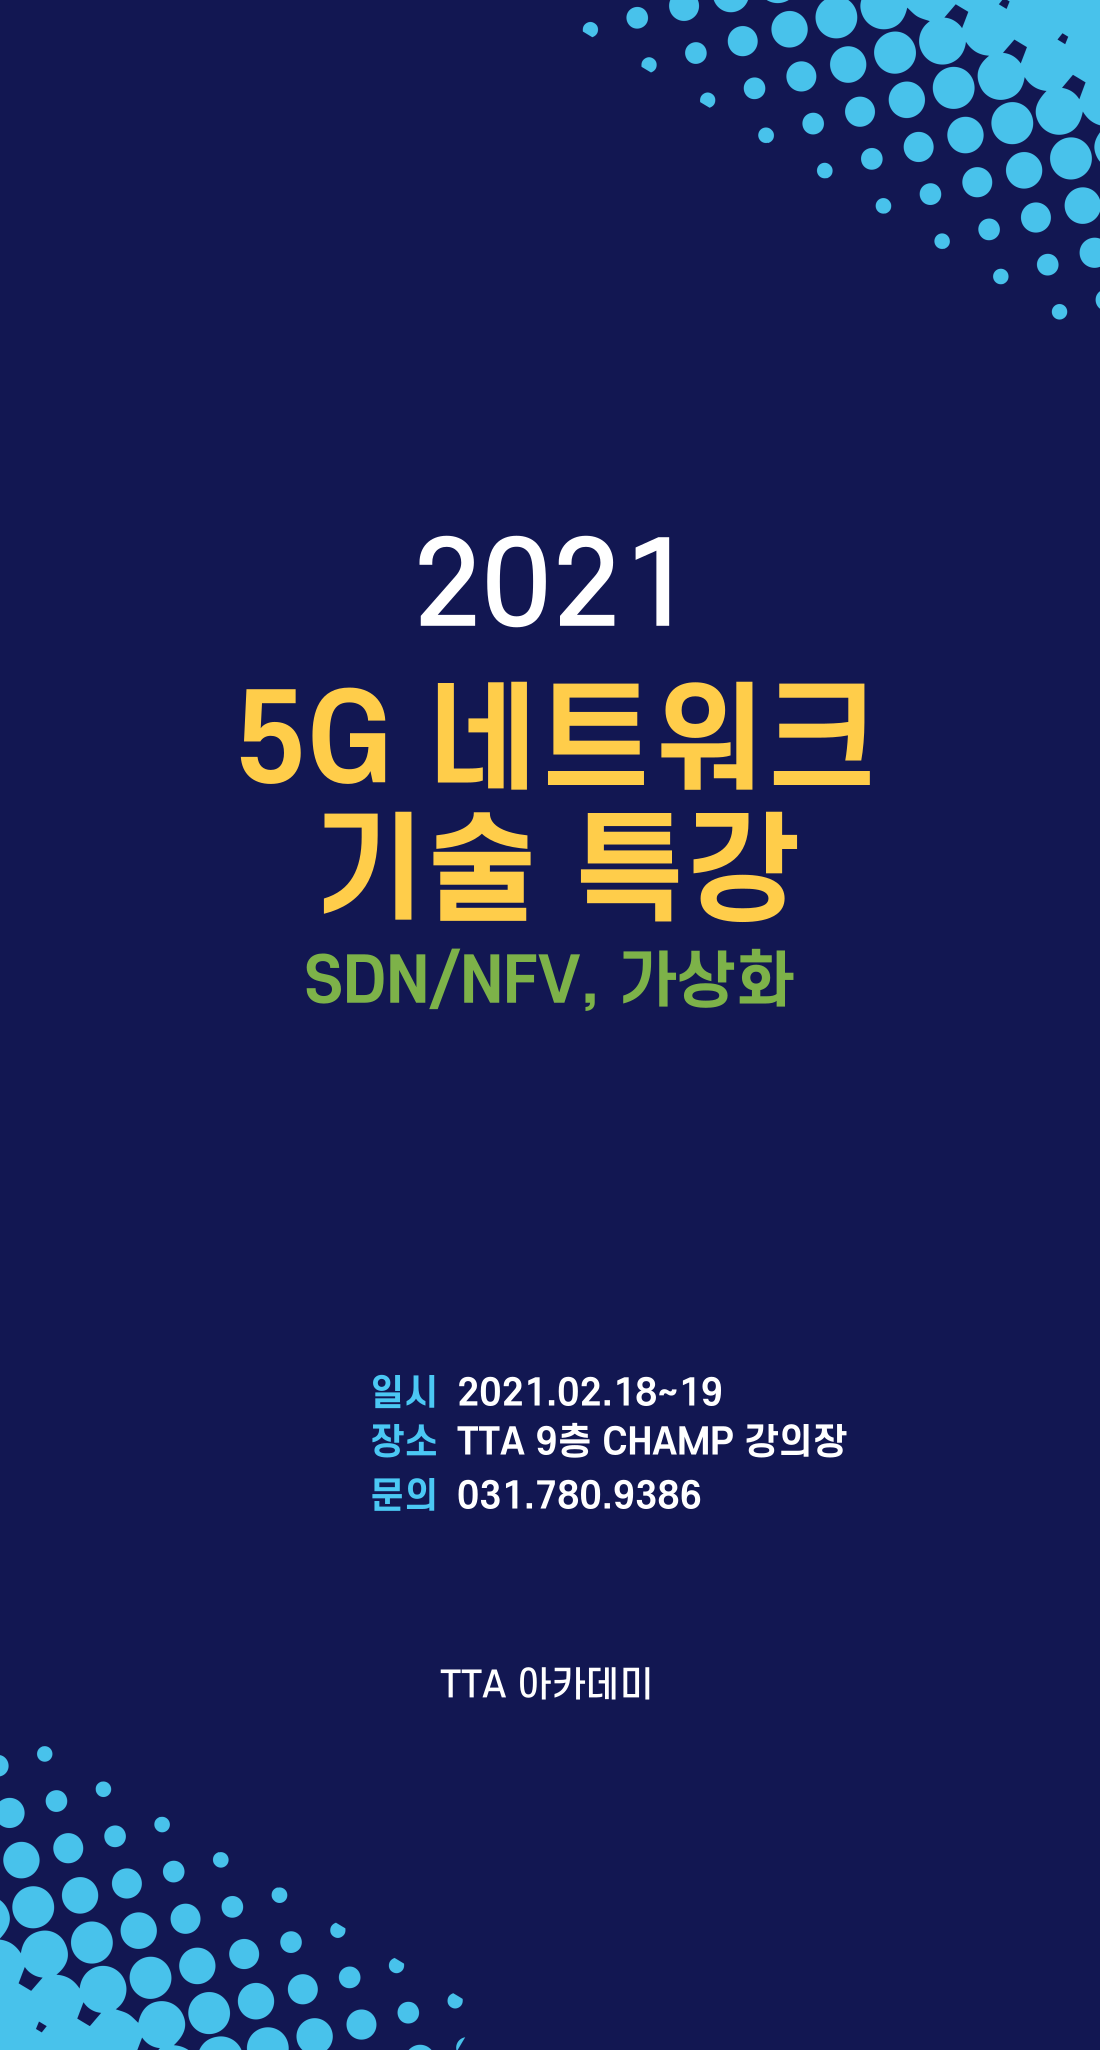 2021
5G 네트워크
기술 특강
SDN/NFV, 가상화
일시 2021.02.18~19
장소 TTA 9층 CHAMP 강의장
문의 031.780.9386
TTA 아카데미